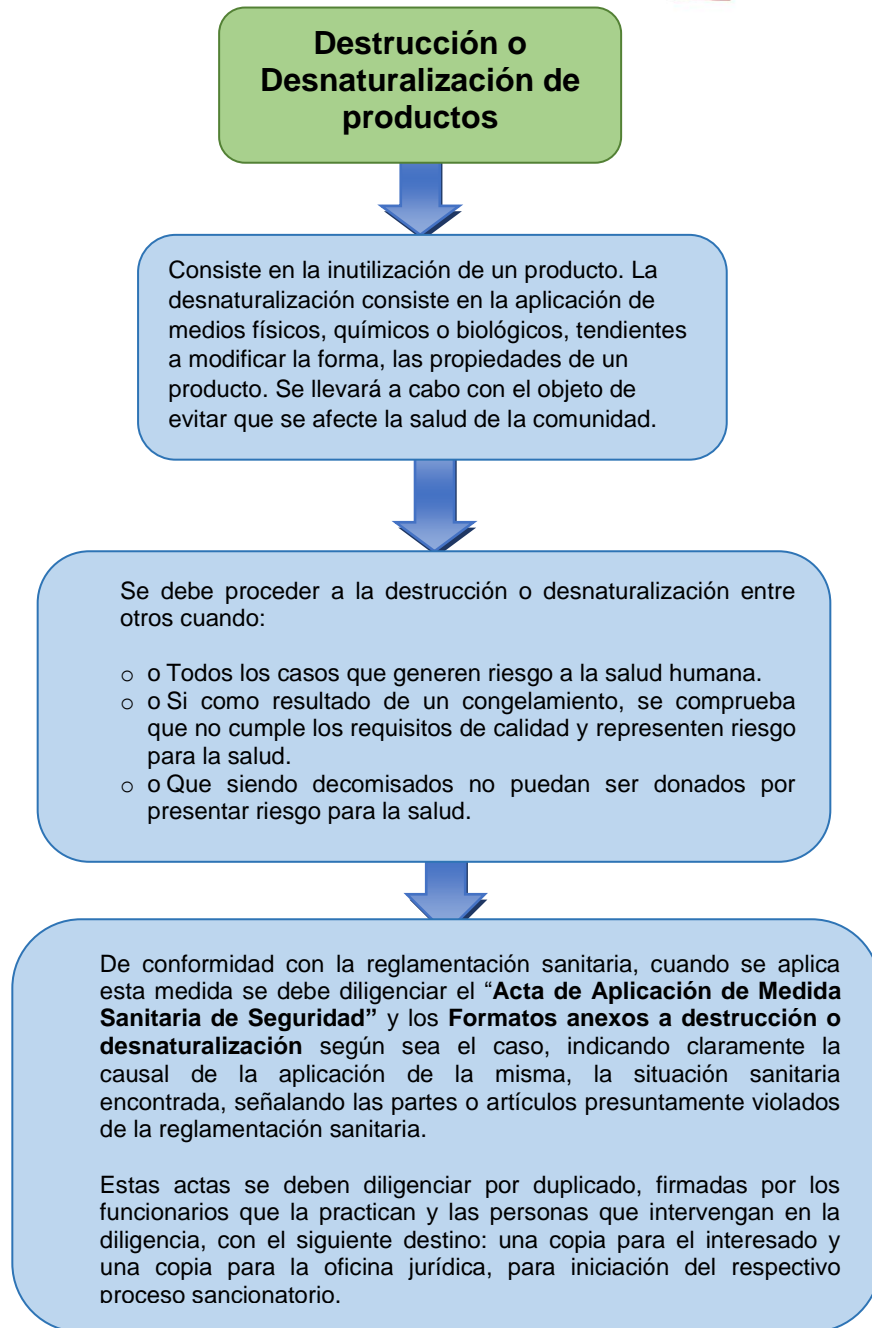 Destrucción o
Desnaturalización de
productos
Consiste en la inutilización de un producto. La
desnaturalización consiste en la aplicación de
medios físicos, químicos o biológicos, tendientes
a modificar la forma, las propiedades de un
producto. Se llevará a cabo con el objeto de
evitar que se afecte la salud de la comunidad.
Se debe proceder a la destrucción o desnaturalización entre
otros cuando:
o o Todos los casos que generen riesgo a la salud humana.
o o Si como resultado de un congelamiento, se comprueba
que no cumple los requisitos de calidad y representen riesgo
para la salud.
o o Que siendo decomisados no puedan ser donados por
presentar riesgo para la salud.
De conformidad con la reglamentación sanitaria, cuando se aplica
esta medida se debe diligenciar el “Acta de Aplicación de Medida
Sanitaria de Seguridad” y los Formatos anexos a destrucción o
desnaturalización según sea el caso, indicando claramente la
causal de la aplicación de la misma, la situación sanitaria
encontrada, señalando las partes o artículos presuntamente violados
de la reglamentación sanitaria.
Estas actas se deben diligenciar por duplicado, firmadas por los
funcionarios que la practican y las personas que intervengan en la
diligencia, con el siguiente destino: una copia para el interesado y
una copia para la oficina jurídica, para iniciación del respectivo
proceso sancionatorio.